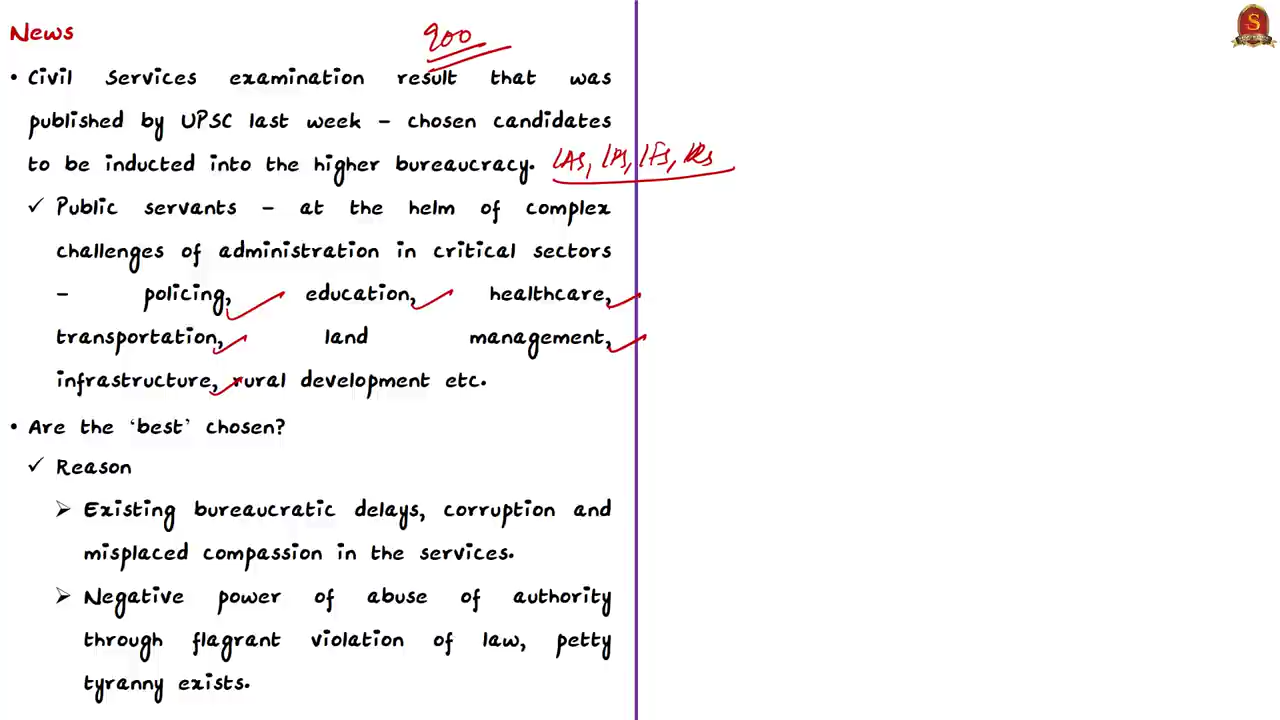 News
900
• Civil Services examination result that was
published by UPSC last week – chosen candidates
to be inducted into the higher bureaucracy. IAS, IPS, IFS, IRS
✓ Public servants – at the helm of complex
challenges of administration in critical sectors
– policing, education, healthcare,
transportation, land management,
infrastructure, rural development etc.
• Are the ‘best’ chosen?
✓ Reason
➢ Existing bureaucratic delays, corruption and
misplaced compassion in the services.
➢ Negative power of abuse of authority
through flagrant violation of law, petty
tyranny exists.
S